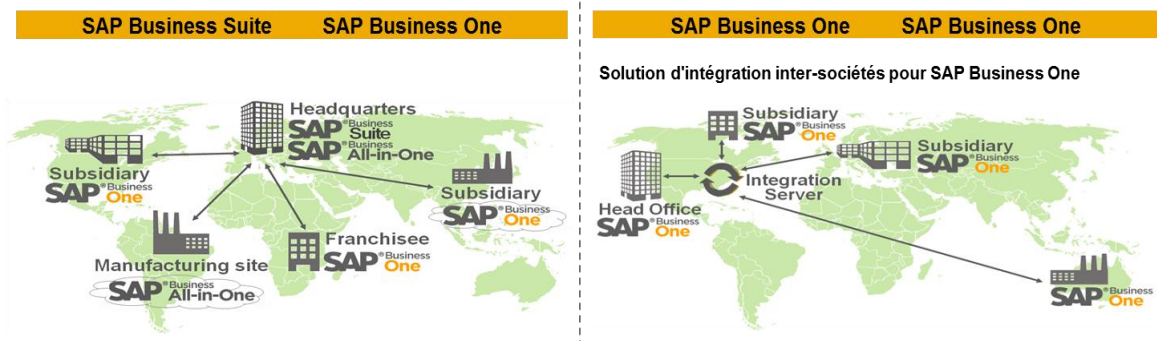 SAP Business Suite SAP Business One
Headquarters
SAP® Business Suite
SAP® Business All-in-One
Subsidiary
SAP® Business One
Subsidiary
SAP® Business One
Franchisee
SAP® Business One
Manufacturing site
SAP® Business All-in-One
SAP Business One SAP Business One
Solution d'intégration inter-sociétés pour SAP Business One
Subsidiary
SAP® Business One
Subsidiary
SAP® Business One
Integration
Server
Head Office
SAP® Business One
SAP® Business One